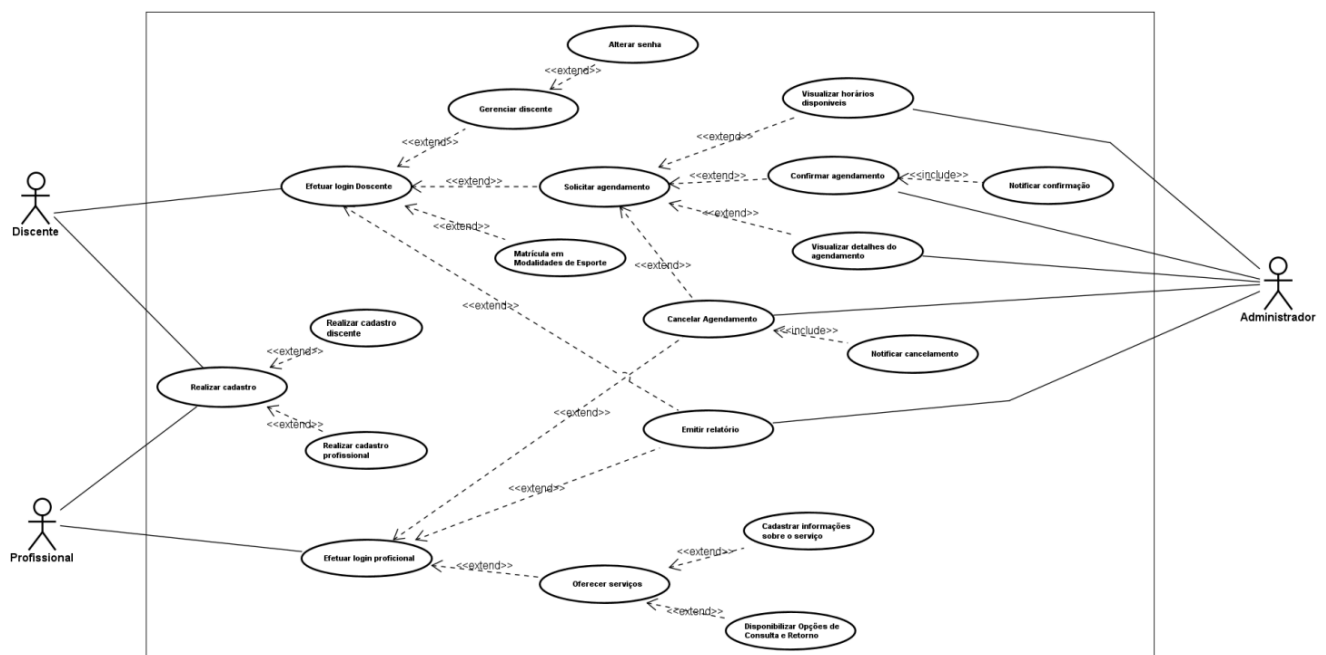 Alterar senha
<<extend>>
Gerenciar discente
Visualizar horários
disponíveis
<<extend>>
<<extend>>
Efetuar login Doscente
<<extend>>
Solicitar agendamento
<<extend>>
Confirmar agendamento
<<include>>
Notificar confirmação
Discente
<<extend>>
<<extend>>
Matrícula em
Modalidades de Esporte
Visualizar detalhes do
agendamento
<<extend>>
<<extend>>
Cancelar Agendamento
Administrador
Realizar cadastro
discente
<<include>>
<<extend>>
Notificar cancelamento
Realizar cadastro
<<extend>>
<<extend>>
Emitir relatório
Realizar cadastro
profissional
<<extend>>
Cadastrar informações
sobre o serviço
Profissional
Efetuar login proficional
<<extend>>
<<extend>>
Oferecer serviços
<<extend>>
Disponibilizar Opções de
Consulta e Retorno